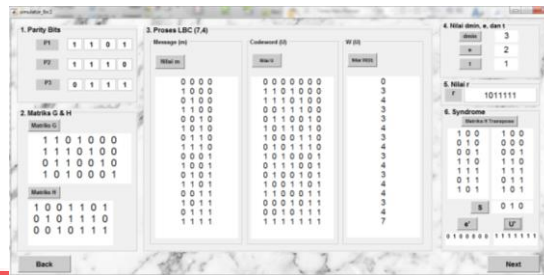 simulator_lbc2
1. Parity Bits
P1 1 1 0 1
P2 1 1 1 0
P3 0 1 1 1
2. Matriks G & H
Matriks G
1 1 0 1 0 0 0
1 1 1 0 1 0 0
0 1 1 0 0 1 0
1 0 1 0 0 0 1
Matriks H
1 0 0 1 1 0 1
0 1 0 1 1 1 0
0 0 1 0 1 1 1
Back
3. Proses LBC (7,4)
Message (m) Codeword (U) W (U)
Nilai m Nilai U
0 0 0 0 0 0 0 0 0 0 0 0
1 0 0 0 1 1 0 1 0 0 0 3
0 1 0 0 1 1 1 0 1 0 0 4
1 1 0 0 0 0 1 1 1 0 0 3
0 0 1 0 0 1 1 0 0 1 0 3
1 0 1 0 1 0 1 1 0 1 0 4
0 1 1 0 1 0 0 0 1 1 0 3
1 1 1 0 0 1 0 1 1 1 0 4
0 0 0 1 1 0 1 0 0 0 1 3
1 0 0 1 0 1 1 1 0 0 1 4
0 1 0 1 0 1 0 0 1 0 1 3
1 1 0 1 1 0 0 1 1 0 1 4
0 0 1 1 1 1 0 0 0 1 1 4
1 0 1 1 0 0 0 1 0 1 1 3
0 1 1 1 0 0 1 0 1 1 1 4
1 1 1 1 1 1 1 1 1 1 1 7
4. Nilai dmin, e, dan t
dmin 3
e 2
t 1
5. Nilai r
r 1011111
6. Syndrome
Matriks H Transpose
1 0 0 1 0 0
0 1 0 0 0 0
0 0 1 0 0 1
1 1 0 1 1 0
1 1 1 1 1 1
0 1 1 0 1 1
1 0 1 1 0 1
S 0 1 0
e" U"
0 1 0 0 0 0 0 1 1 1 1 1 1 1
Next